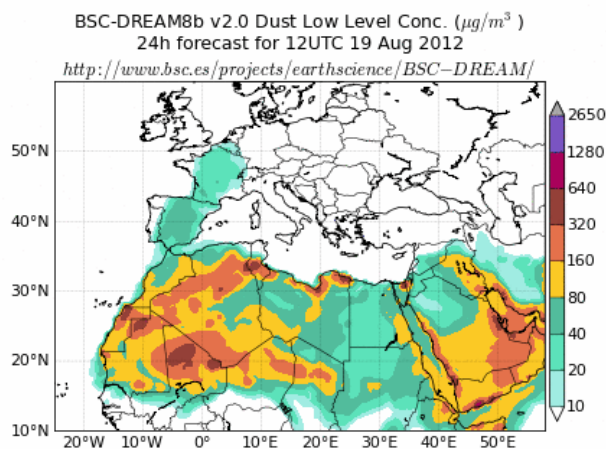 BSC-DREAM8b v2.0 Dust Low Level Conc. (μg/m³ )
24h forecast for 12UTC 19 Aug 2012
http://www.bsc.es/projects/earthscience/BSC−DREAM/
2650
1280
640
320
160
80
40
20
10
50°N
40°N
30°N
20°N
10°N
20°W 10°W 0° 10°E 20°E 30°E 40°E 50°E